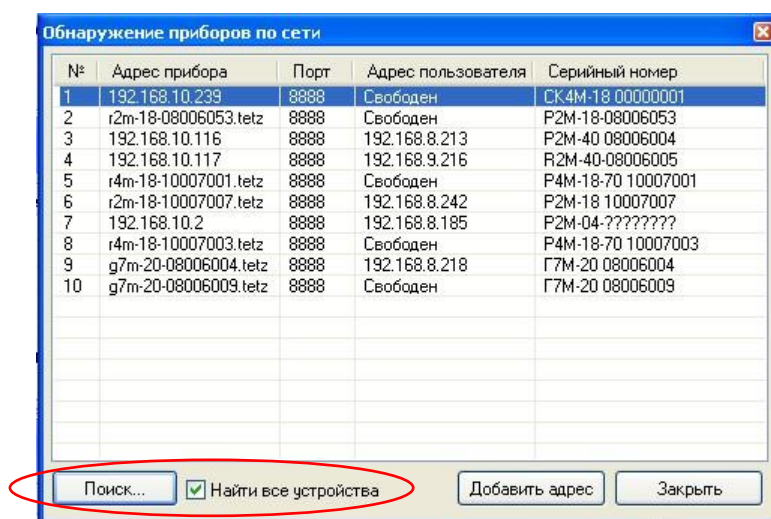 Обнаружение приборов по сети
№ Адрес прибора Порт Адрес пользователя Серийный номер
1 192.168.10.239 8888 Свободен СК4М-18 00000001
2 r2m-18-08006053.tetz 8888 Свободен Р2М-18-08006053
3 192.168.10.116 8888 192.168.8.213 Р2М-40 08006004
4 192.168.10.117 8888 192.168.9.216 R2M-40-08006005
5 r4m-18-10007001.tetz 8888 Свободен Р4М-18-70 10007001
6 r2m-18-10007007.tetz 8888 192.168.8.242 Р2М-18 10007007
7 192.168.10.2 8888 192.168.8.185 Р2М-04-????????
8 r4m-18-10007003.tetz 8888 Свободен Р4М-18-70 10007003
9 g7m-20-08006004.tetz 8888 192.168.8.218 Г7М-20 08006004
10 g7m-20-08006009.tetz 8888 Свободен Г7М-20 08006009
Поиск... Найти все устройства Добавить адрес Закрыть